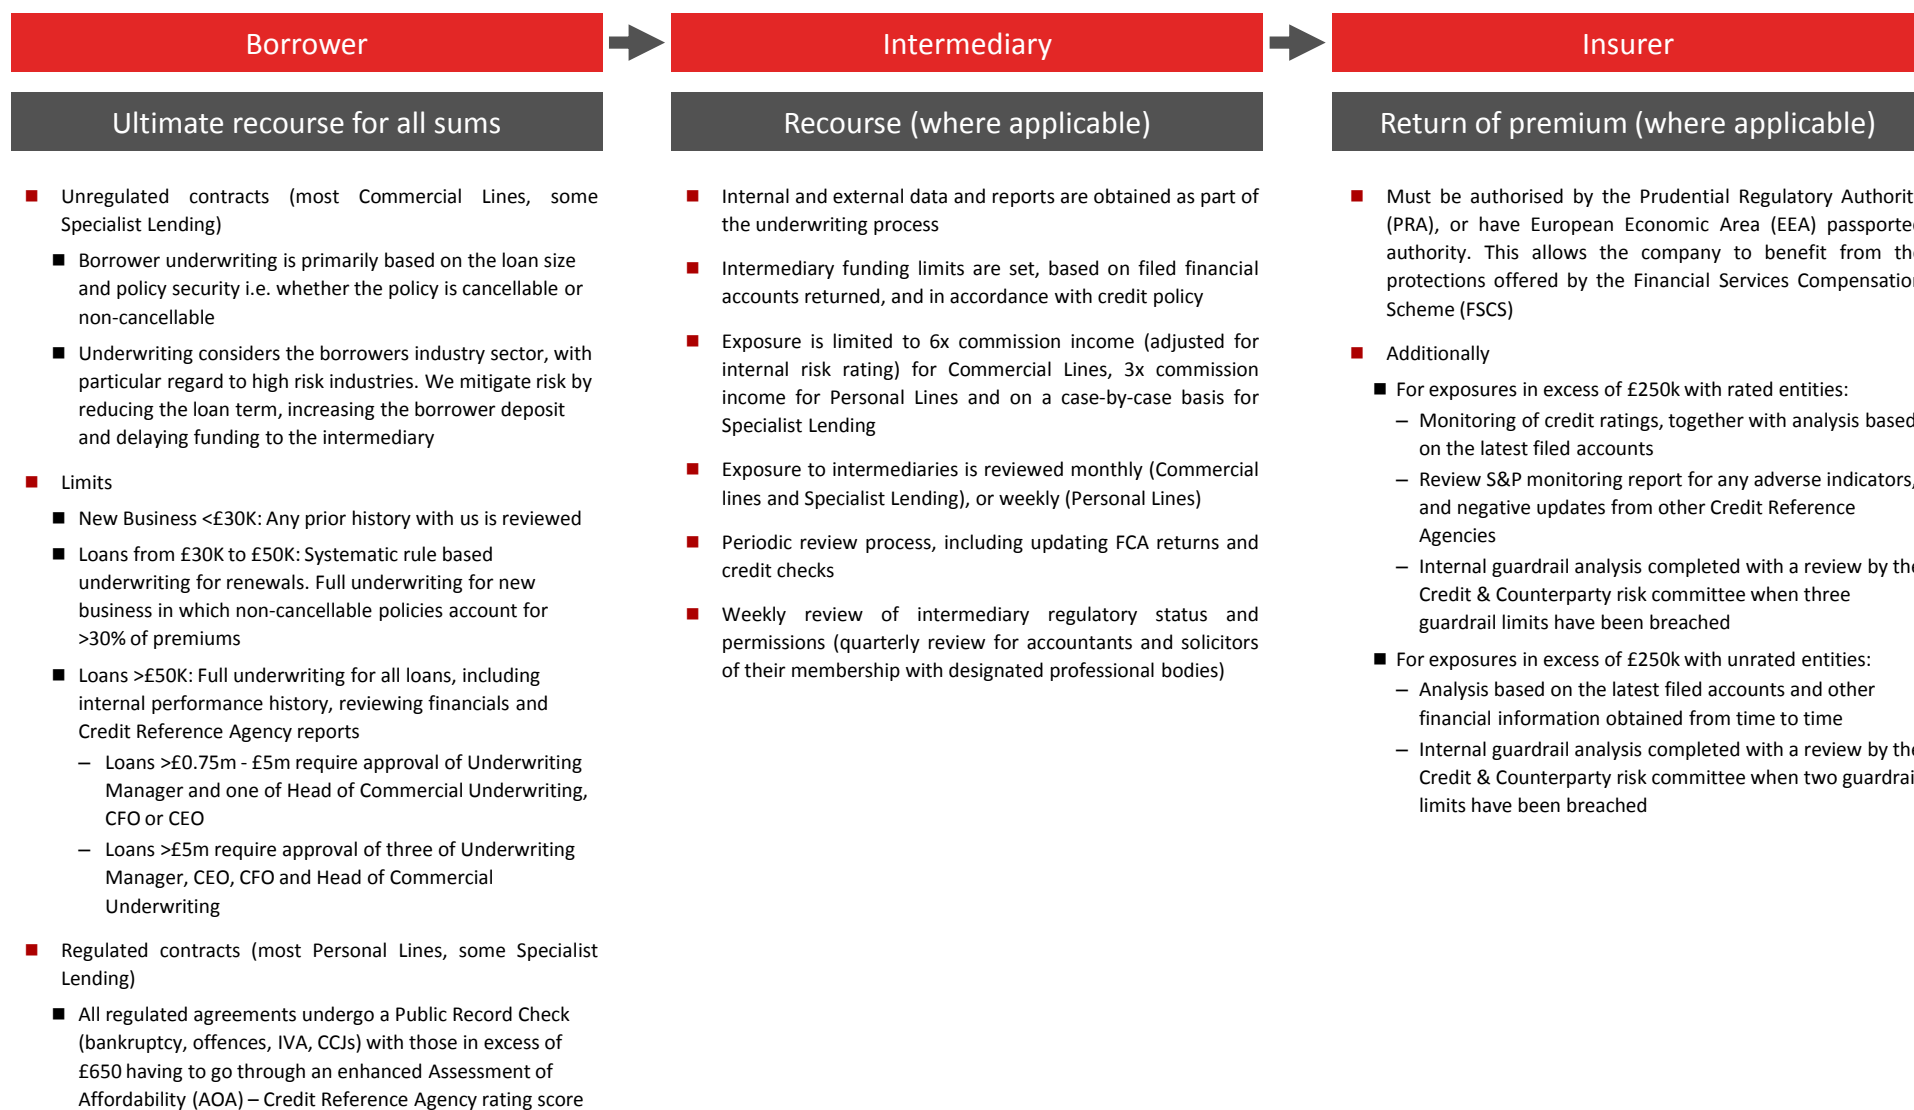 Borrower
Intermediary
Insurer
Ultimate recourse for all sums
Recourse (where applicable)
Return of premium (where applicable)
■ Unregulated contracts (most Commercial Lines, some
Specialist Lending)
■ Borrower underwriting is primarily based on the loan size
and policy security i.e. whether the policy is cancellable or
non-cancellable
■ Underwriting considers the borrowers industry sector, with
particular regard to high risk industries. We mitigate risk by
reducing the loan term, increasing the borrower deposit
and delaying funding to the intermediary
■ Limits
■ New Business <£30K: Any prior history with us is reviewed
■ Loans from £30K to £50K: Systematic rule based
underwriting for renewals. Full underwriting for new
business in which non-cancellable policies account for
>30% of premiums
■ Loans >£50K: Full underwriting for all loans, including
internal performance history, reviewing financials and
Credit Reference Agency reports
– Loans >£0.75m - £5m require approval of Underwriting
Manager and one of Head of Commercial Underwriting,
CFO or CEO
– Loans >£5m require approval of three of Underwriting
Manager, CEO, CFO and Head of Commercial
Underwriting
■ Regulated contracts (most Personal Lines, some Specialist
Lending)
■ All regulated agreements undergo a Public Record Check
(bankruptcy, offences, IVA, CCJs) with those in excess of
£650 having to go through an enhanced Assessment of
Affordability (AOA) – Credit Reference Agency rating score
■ Internal and external data and reports are obtained as part of
the underwriting process
■ Intermediary funding limits are set, based on filed financial
accounts returned, and in accordance with credit policy
■ Exposure is limited to 6x commission income (adjusted for
internal risk rating) for Commercial Lines, 3x commission
income for Personal Lines and on a case-by-case basis for
Specialist Lending
■ Exposure to intermediaries is reviewed monthly (Commercial
lines and Specialist Lending), or weekly (Personal Lines)
■ Periodic review process, including updating FCA returns and
credit checks
■ Weekly review of intermediary regulatory status and
permissions (quarterly review for accountants and solicitors
of their membership with designated professional bodies)
■ Must be authorised by the Prudential Regulatory Authorit
(PRA), or have European Economic Area (EEA) passported
authority. This allows the company to benefit from th
protections offered by the Financial Services Compensation
Scheme (FSCS)
■ Additionally
■ For exposures in excess of £250k with rated entities:
– Monitoring of credit ratings, together with analysis based
on the latest filed accounts
– Review S&P monitoring report for any adverse indicators,
and negative updates from other Credit Reference
Agencies
– Internal guardrail analysis completed with a review by the
Credit & Counterparty risk committee when three
guardrail limits have been breached
■ For exposures in excess of £250k with unrated entities:
– Analysis based on the latest filed accounts and other
financial information obtained from time to time
– Internal guardrail analysis completed with a review by the
Credit & Counterparty risk committee when two guardrai
limits have been breached